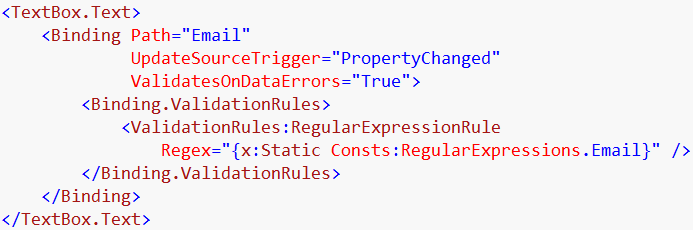 <TextBox.Text>
<Binding Path="Email"
UpdateSourceTrigger="PropertyChanged"
ValidatesOnDataErrors="True">
<Binding.ValidationRules>
<ValidationRules:RegularExpressionRule
Regex="{x:Static Consts:RegularExpressions.Email}" />
</Binding.ValidationRules>
</Binding>
</TextBox.Text>